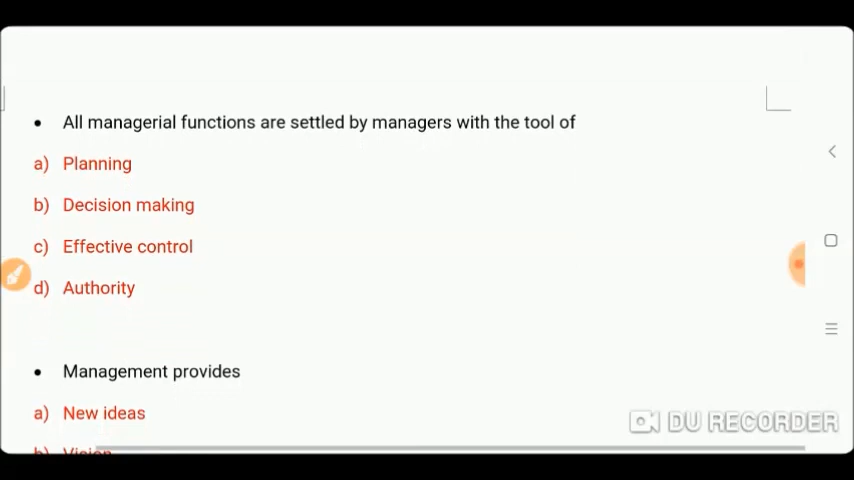 • All managerial functions are settled by managers with the tool of
a) Planning
b) Decision making
c) Effective control
d) Authority
• Management provides
a) New ideas
b) Vision
DU RECORDER